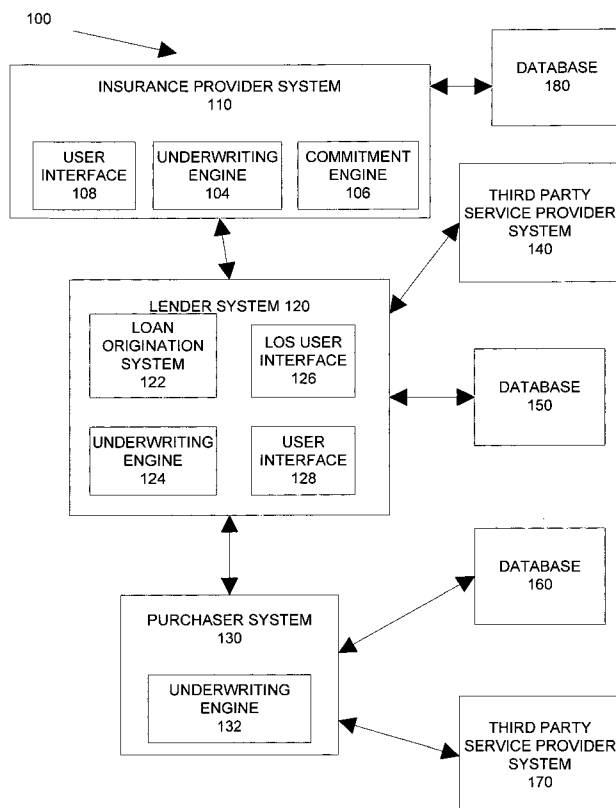 100
INSURANCE PROVIDER SYSTEM
110
USER
INTERFACE
108
UNDERWRITING
ENGINE
104
COMMITMENT
ENGINE
106
DATABASE
180
THIRD PARTY
SERVICE PROVIDER
SYSTEM
140
LENDER SYSTEM 120
LOAN
ORIGINATION
SYSTEM
122
LOS USER
INTERFACE
126
UNDERWRITING
ENGINE
124
USER
INTERFACE
128
DATABASE
150
DATABASE
160
PURCHASER SYSTEM
130
UNDERWRITING
ENGINE
132
THIRD PARTY
SERVICE PROVIDER
SYSTEM
170